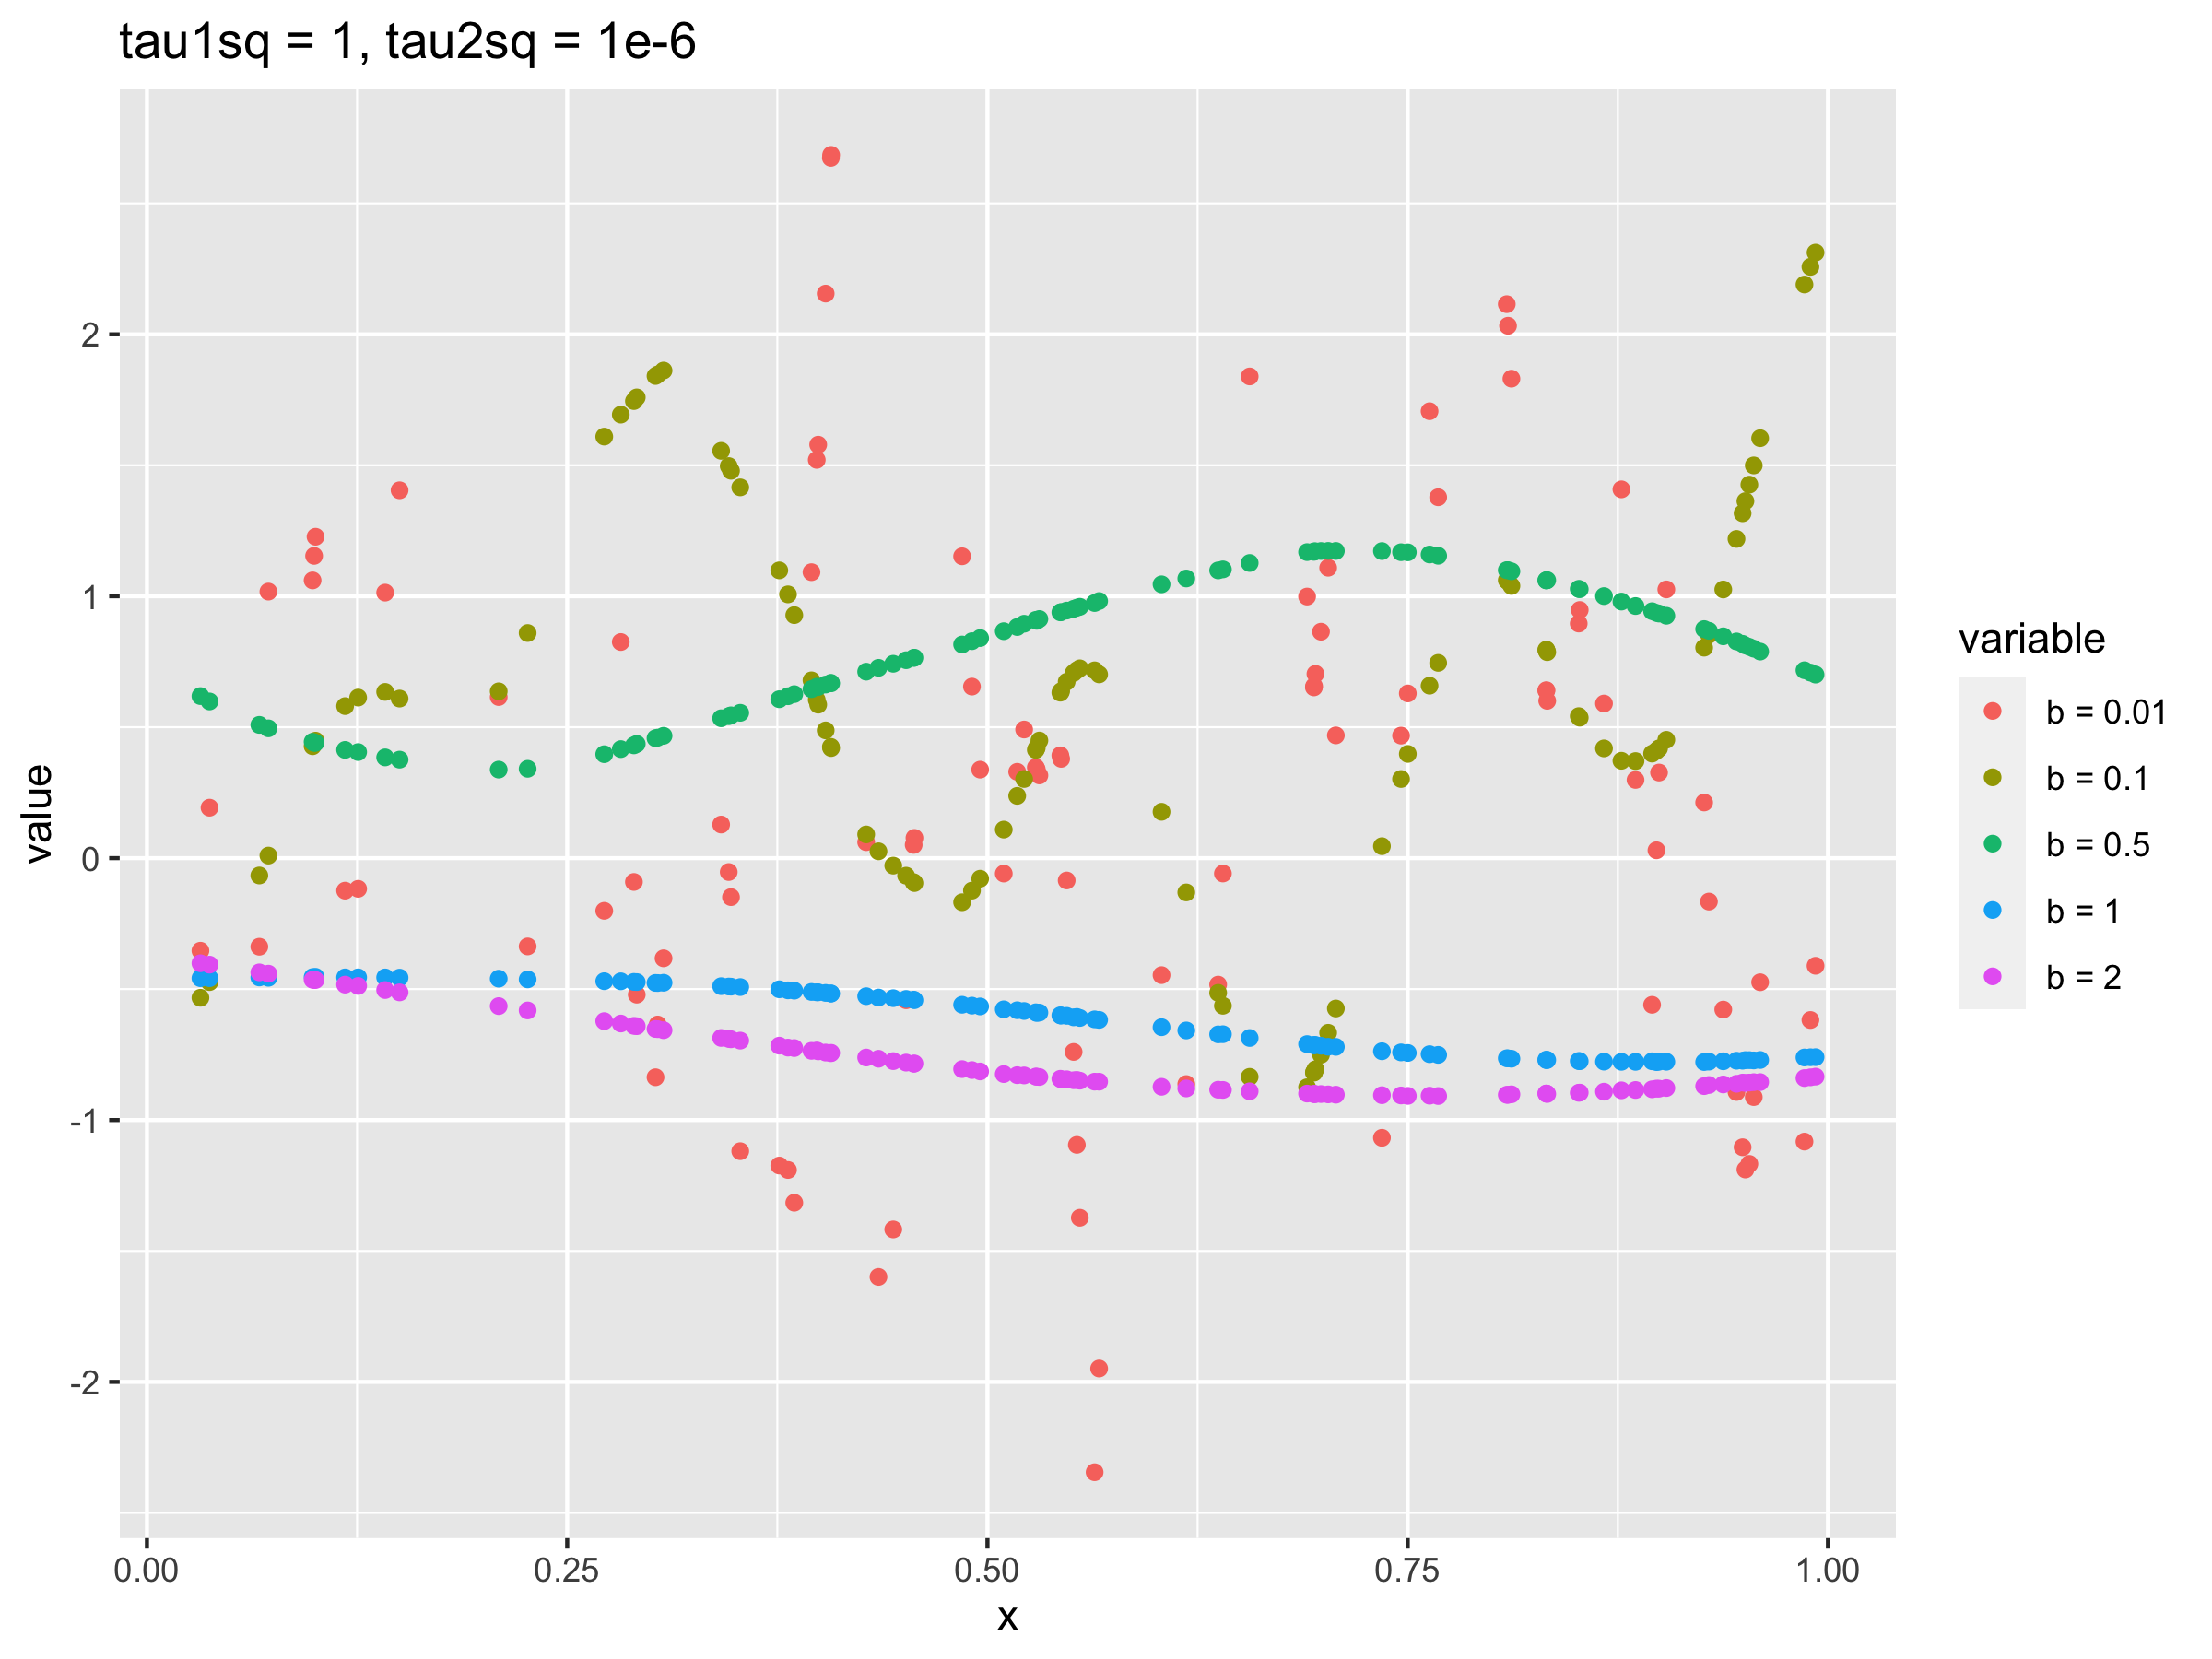 tau1sq = 1, tau2sq = 1e-6
value
2
1
0
-1
-2
0.00
0.25
0.50
0.75
1.00
x
variable
b = 0.01
b = 0.1
b = 0.5
b = 1
b = 2